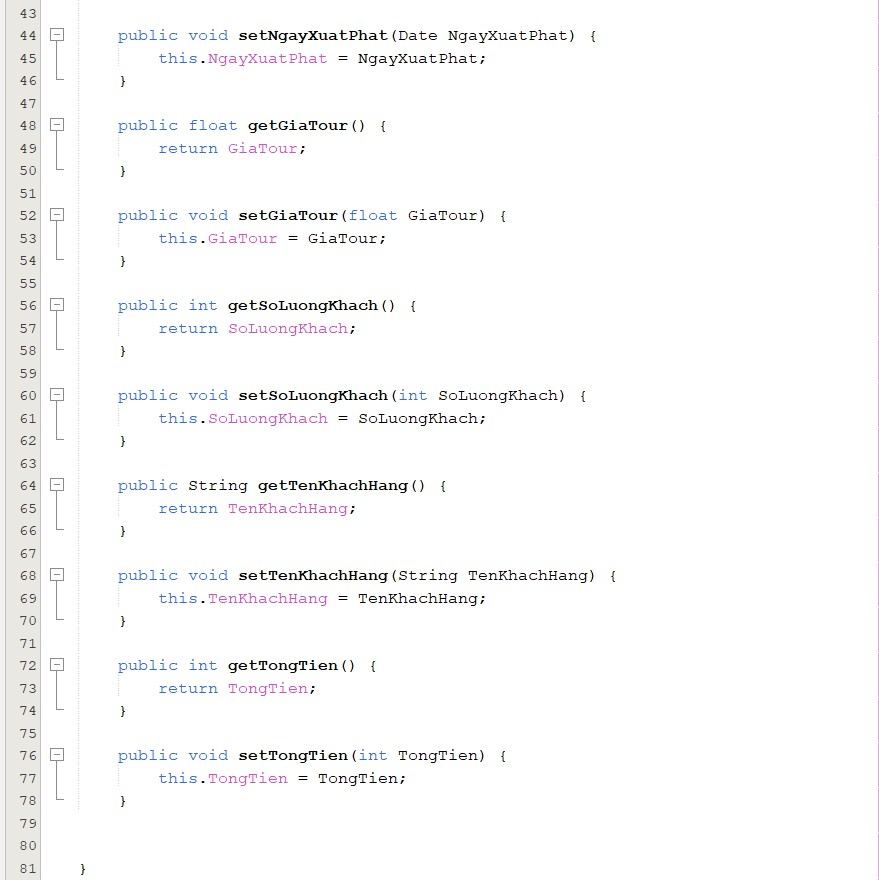 43
44 public void setNgayXuatPhat(Date NgayXuatPhat) {
45 this.NgayXuatPhat = NgayXuatPhat;
46 }
47
48 public float getGiaTour() {
49 return GiaTour;
50 }
51
52 public void setGiaTour(float GiaTour) {
53 this.GiaTour = GiaTour;
54 }
55
56 public int getSoLuongKhach() {
57 return SoLuongKhach;
58 }
59
60 public void setSoLuongKhach(int SoLuongKhach) {
61 this.SoLuongKhach = SoLuongKhach;
62 }
63
64 public String getTenKhachHang() {
65 return TenKhachHang;
66 }
67
68 public void setTenKhachHang(String TenKhachHang) {
69 this.TenKhachHang = TenKhachHang;
70 }
71
72 public int getTongTien() {
73 return TongTien;
74 }
75
76 public void setTongTien(int TongTien) {
77 this.TongTien = TongTien;
78 }
79
80
81 }